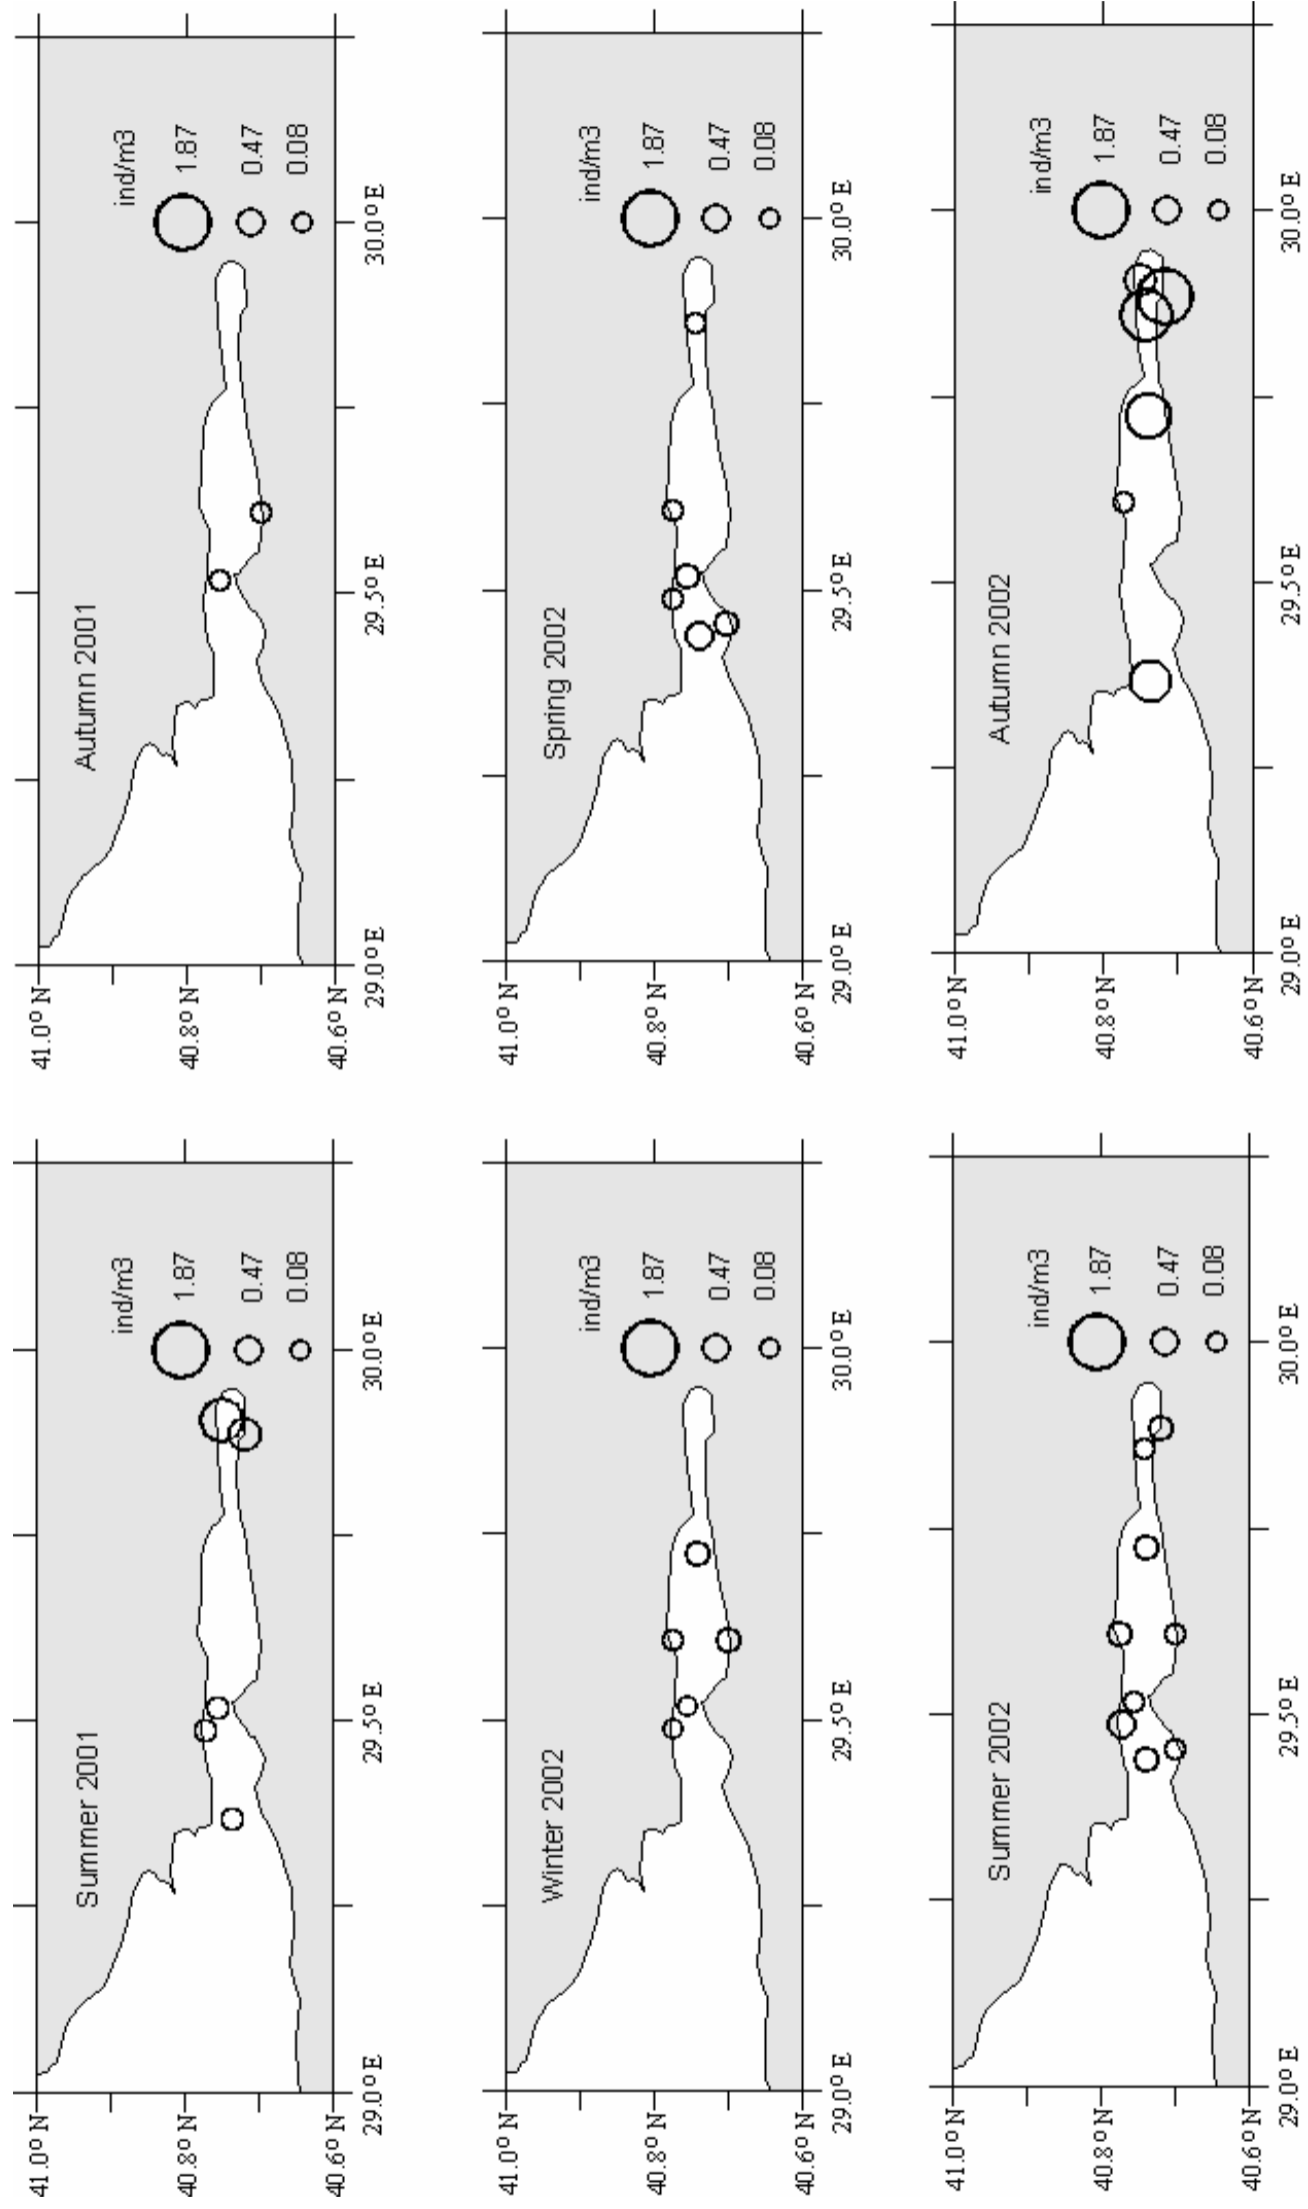 Summer 2001
ind/m3
1.87
0.47
0.08
41.0° N
40.8° N
40.6° N
29.0° E
29.5° E
30.0° E
Autumn 2001
ind/m3
1.87
0.47
0.08
41.0° N
40.8° N
40.6° N
29.0° E
29.5° E
30.0° E
Winter 2002
ind/m3
1.87
0.47
0.08
41.0° N
40.8° N
40.6° N
29.0° E
29.5° E
30.0° E
Spring 2002
ind/m3
1.87
0.47
0.08
41.0° N
40.8° N
40.6° N
29.0° E
29.5° E
30.0° E
Summer 2002
ind/m3
1.87
0.47
0.08
41.0° N
40.8° N
40.6° N
29.0° E
29.5° E
30.0° E
Autumn 2002
ind/m3
1.87
0.47
0.08
41.0° N
40.8° N
40.6° N
29.0° E
29.5° E
30.0° E